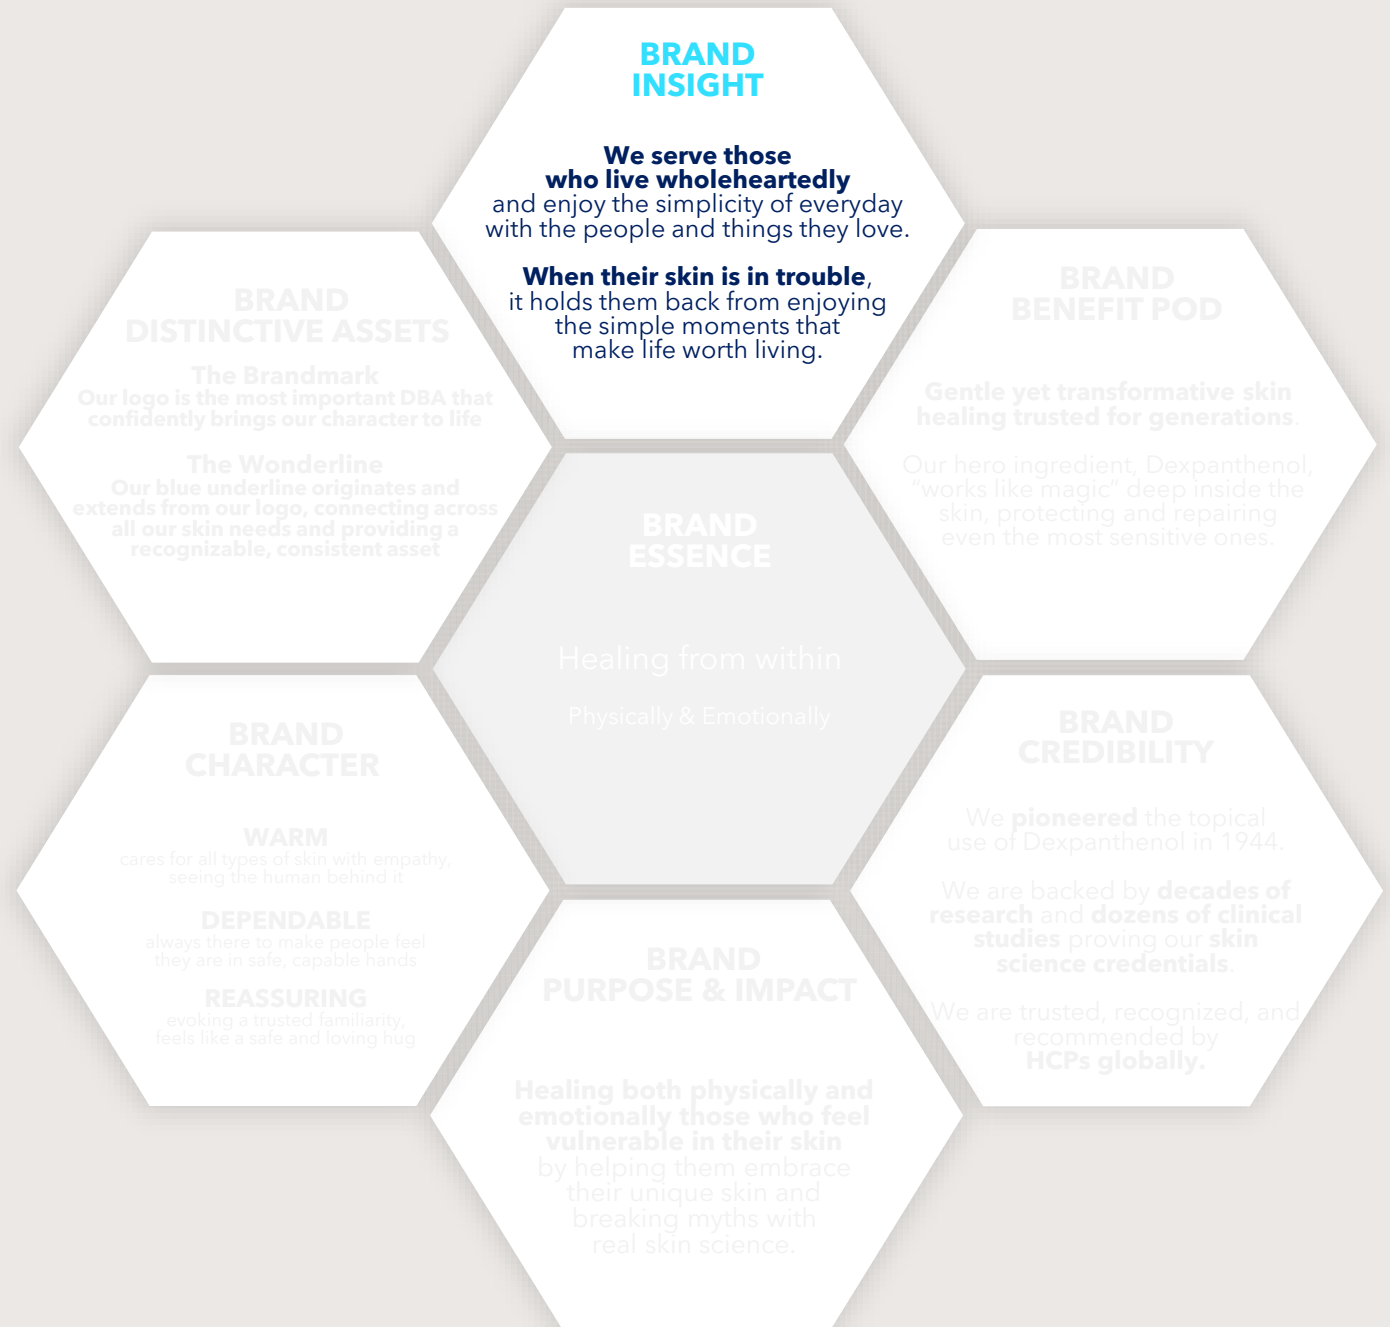 BRAND
INSIGHT
We serve those
who live wholeheartedly
and enjoy the simplicity of everyday
with the people and things they love.
When their skin is in trouble,
it holds them back from enjoying
the simple moments that
make life worth living.
BRAND
DISTINCTIVE ASSETS
The Brandmark
Our logo is the most important DBA that
confidently brings our character to life
The Wonderline
Our blue underline originates and
extends from our logo, connecting across
all our skin needs and providing a
recognizable, consistent asset
BRAND
BENEFIT POD
Gentle yet transformative skin
healing trusted for generations.
Our hero ingredient, Dexpanthenol,
“works like magic” deep inside the
skin, protecting and repairing
even the most sensitive ones.
BRAND
ESSENCE
Healing from within
Physically & Emotionally
BRAND
CHARACTER
WARM
cares for all types of skin with empathy,
seeing the human behind it
DEPENDABLE
always there to make people feel
they are in safe, capable hands
REASSURING
evoking a trusted familiarity,
feels like a safe and loving hug
BRAND
CREDIBILITY
We pioneered the topical
use of Dexpanthenol in 1944.
We are backed by decades of
research and dozens of clinical
studies proving our skin
science credentials.
We are trusted, recognized, and
recommended by
HCPs globally.
BRAND
PURPOSE & IMPACT
Healing both physically and
emotionally those who feel
vulnerable in their skin
by helping them embrace
their unique skin and
breaking myths with
real skin science.